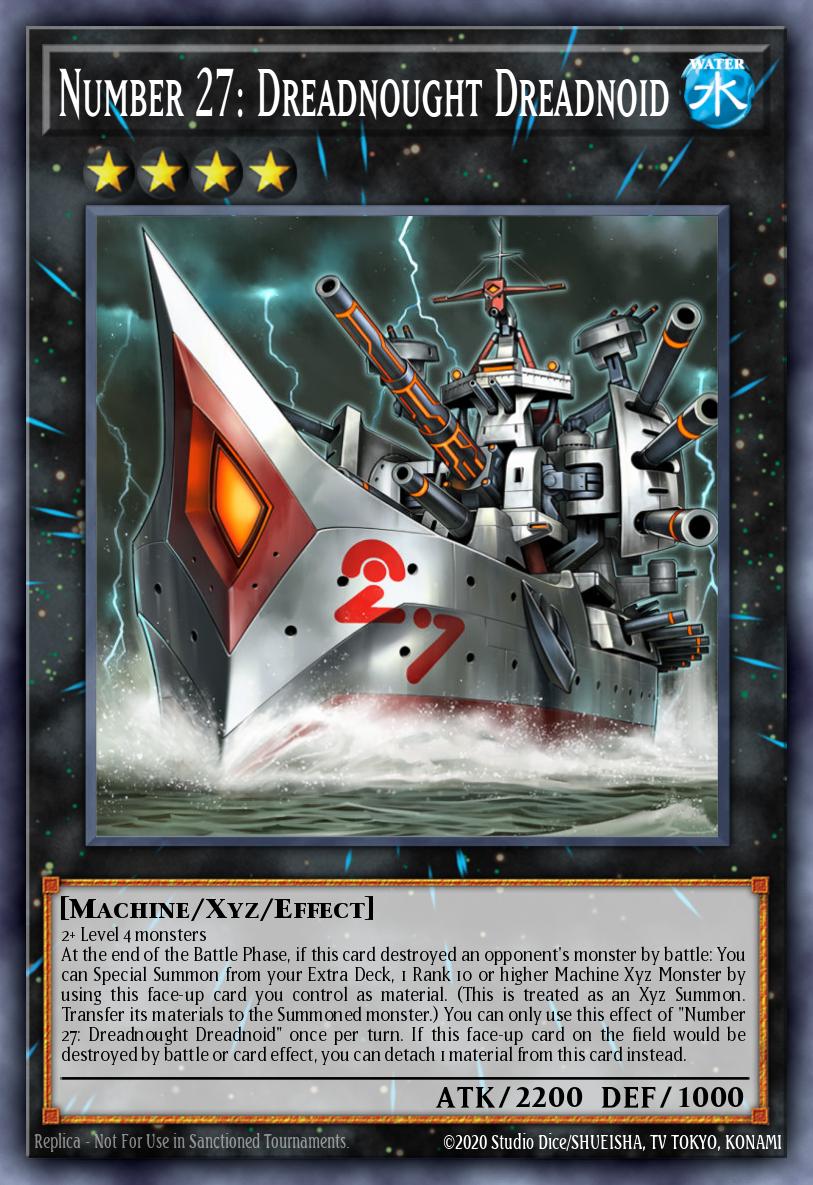 Number 27: Dreadnought Dreadnoid
WATER
水
27
[Machine/Xyz/Effect]
2+ Level 4 monsters
At the end of the Battle Phase, if this card destroyed an opponent's monster by battle: You
can Special Summon from your Extra Deck, 1 Rank 10 or higher Machine Xyz Monster by
using this face-up card you control as material. (This is treated as an Xyz Summon.
Transfer its materials to the Summoned monster.) You can only use this effect of "Number
27: Dreadnought Dreadnoid" once per turn. If this face-up card on the field would be
destroyed by battle or card effect, you can detach 1 material from this card instead.
ATK/2200 DEF/1000
Replica - Not For Use in Sanctioned Tournaments.
©2020 Studio Dice/SHUEISHA, TV TOKYO, KONAMI